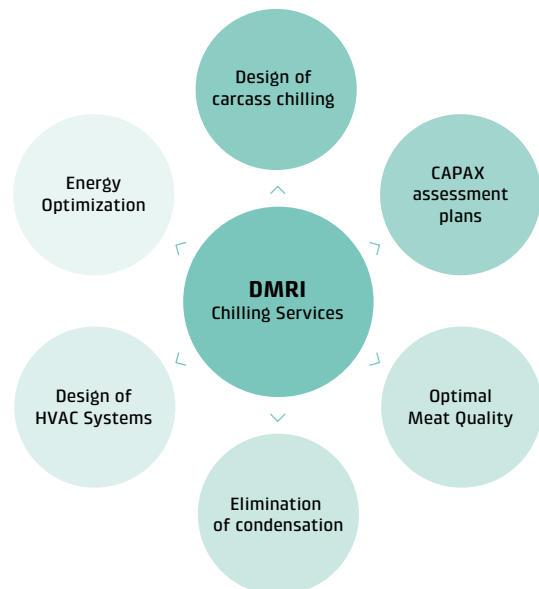 Design of
carcass chilling
CAPAX
assessment
plans
Optimal
Meat Quality
Elimination
of condensation
Design of
HVAC Systems
Energy
Optimization
DMRI
Chilling Services